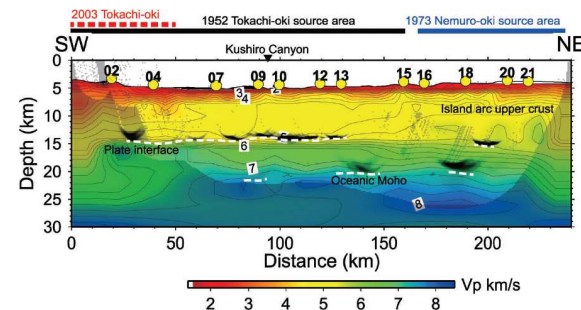 2003 Tokachi-oki 1952 Tokachi-oki source area 1973 Nemuro-oki source area
SW NE
Kushiro Canyon
02 04 07 09 10 12 13 15 16 18 20 21
0
5
10
15
20
25
30
Depth (km)
3 2
4
5
6
7
8
Island arc upper crust
Plate interface
Oceanic Moho
0 50 100 150 200
Distance (km)
2 3 4 5 6 7 8 Vp km/s